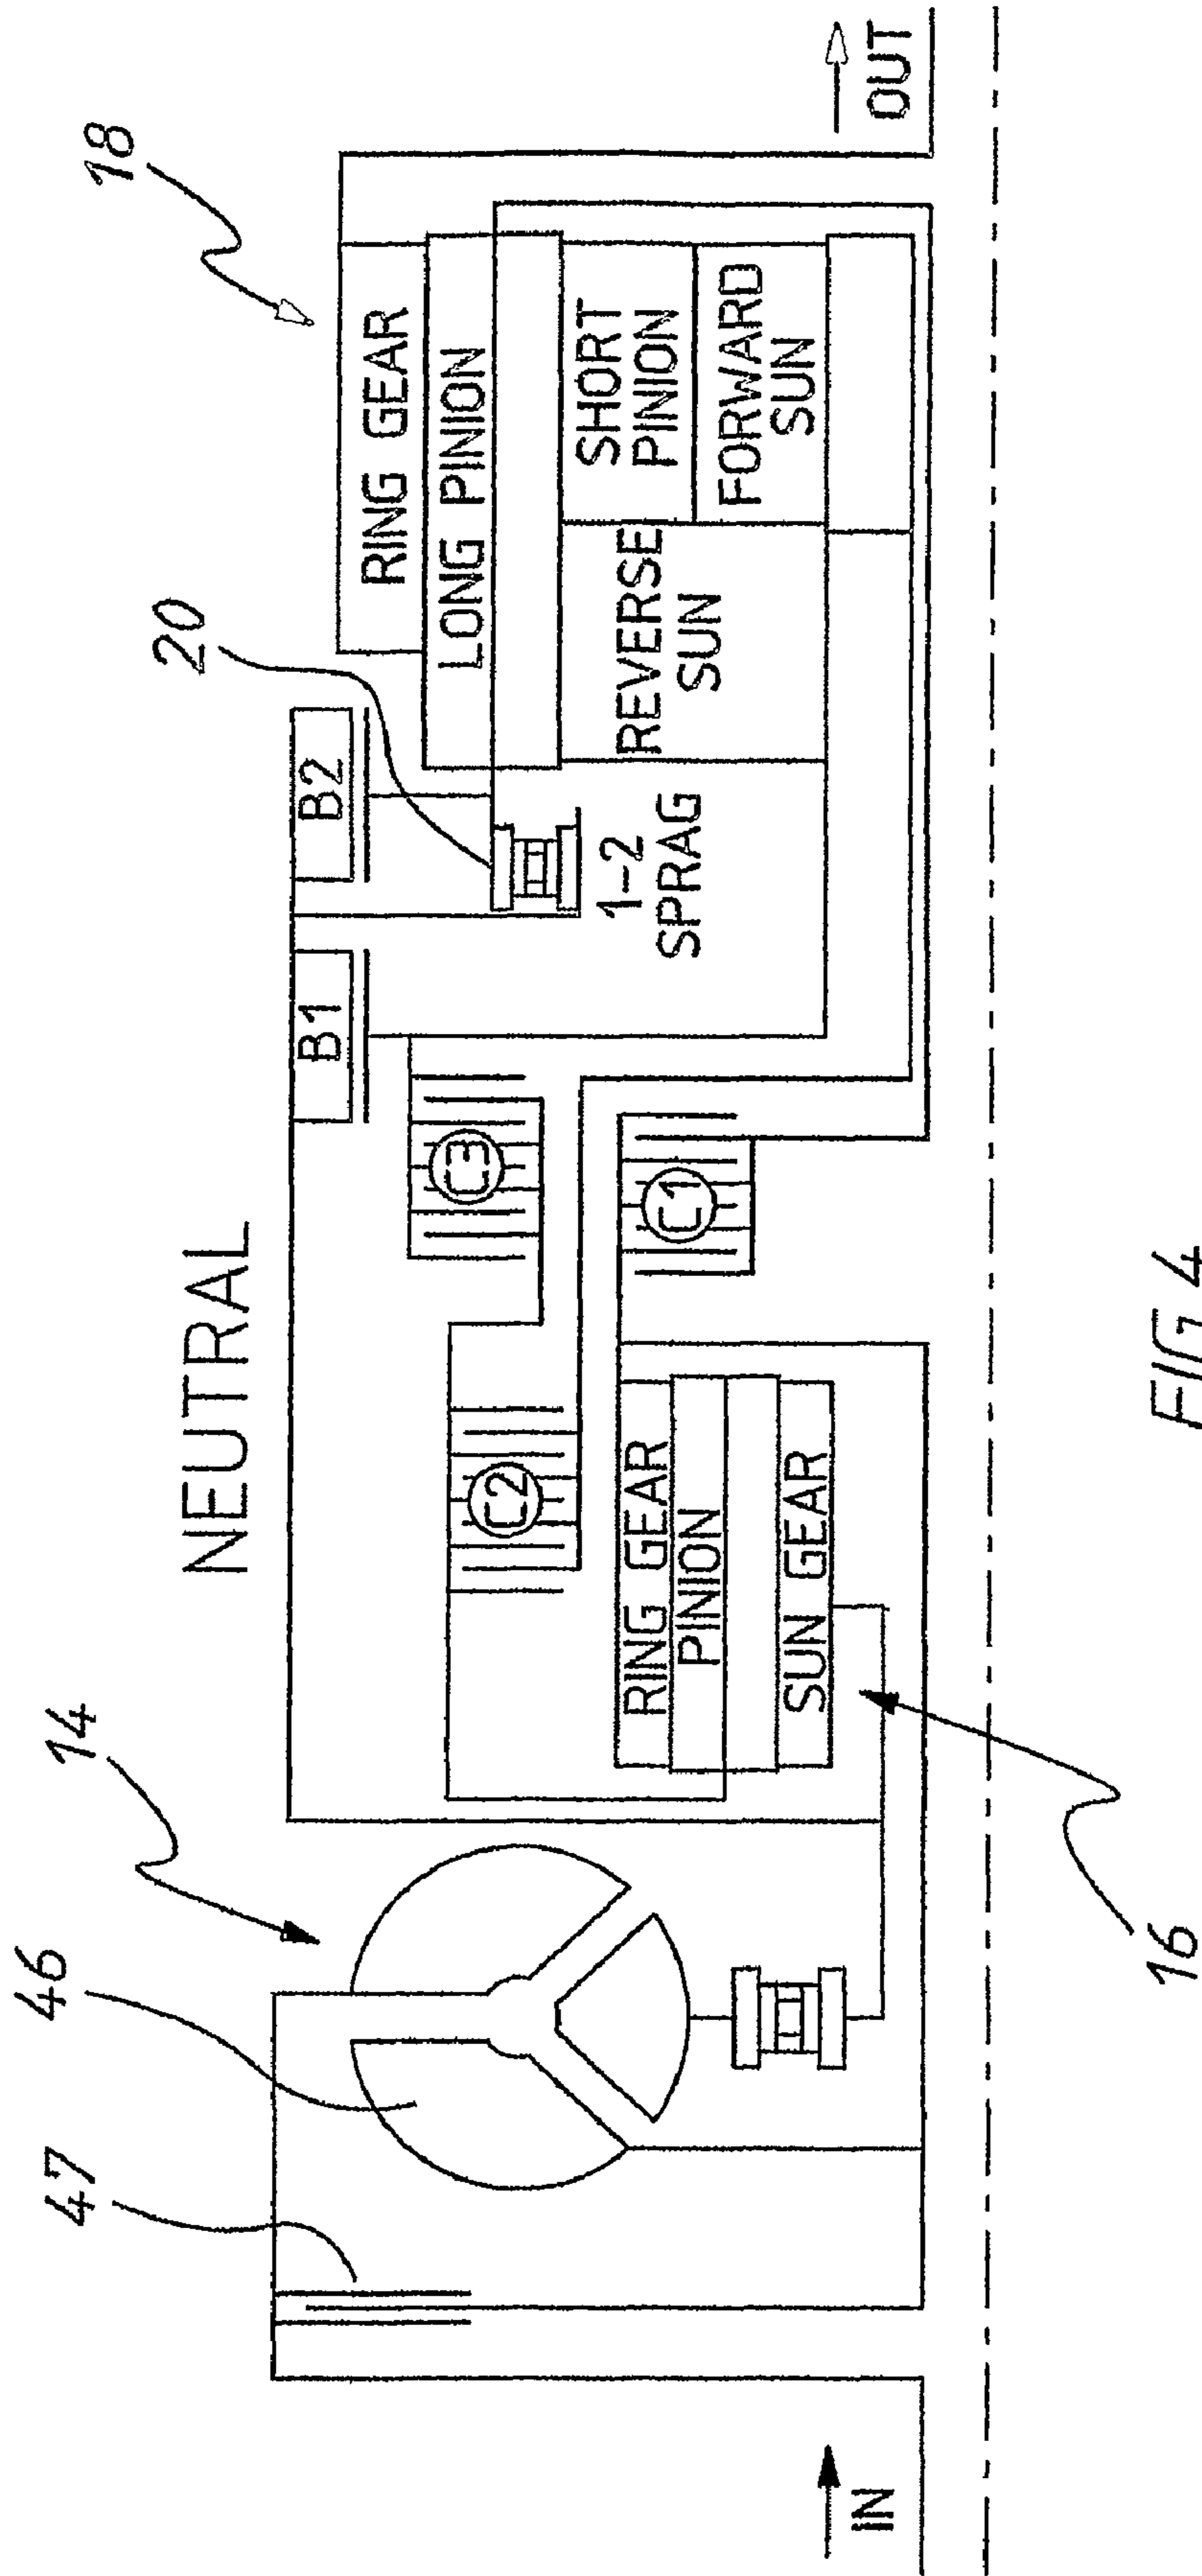 NEUTRAL
47
46
14
20
18
B1
B2
C2
C3
C1
RING GEAR
PINION
SUN GEAR
RING GEAR
LONG PINION
SHORT
PINION
REVERSE
SUN
FORWARD
SUN
1-2
SPRAG
IN
OUT
16
FIG 4